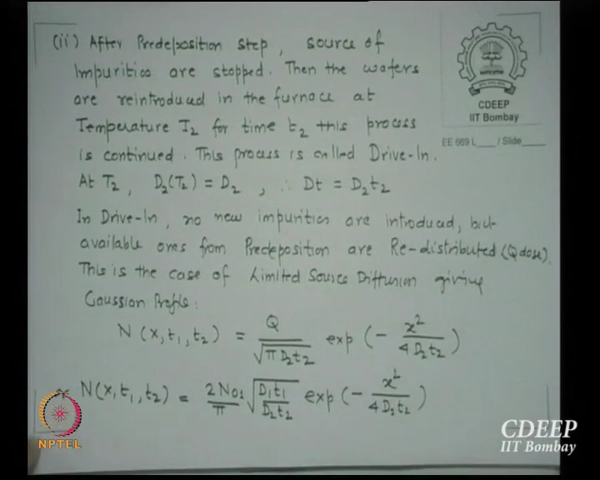 (ii) After Predeposition step, source of
Impurities are stopped. Then the wafers
are reintroduced in the furnace at
Temperature T₂ for time t₂ this process
is continued. This process is called Drive-In.
At T₂, D₂(T₂) = D₂, ∴ Dt = D₂t₂
In Drive-In, no new impurities are introduced, but
available ones from Predeposition are Re-distributed (Q dose).
This is the case of Limited Source Diffusion giving
Gaussian Profile:
N(x,t₁,t₂) = Q/√(πD₂t₂) exp(-x²/4D₂t₂)
N(x,t₁,t₂) = 2N₀₁/π √(D₁t₁/D₂t₂) exp(-x²/4D₂t₂)
CDEEP
IIT Bombay
EE 669 L____ / Slide____
NPTEL
CDEEP
IIT Bombay